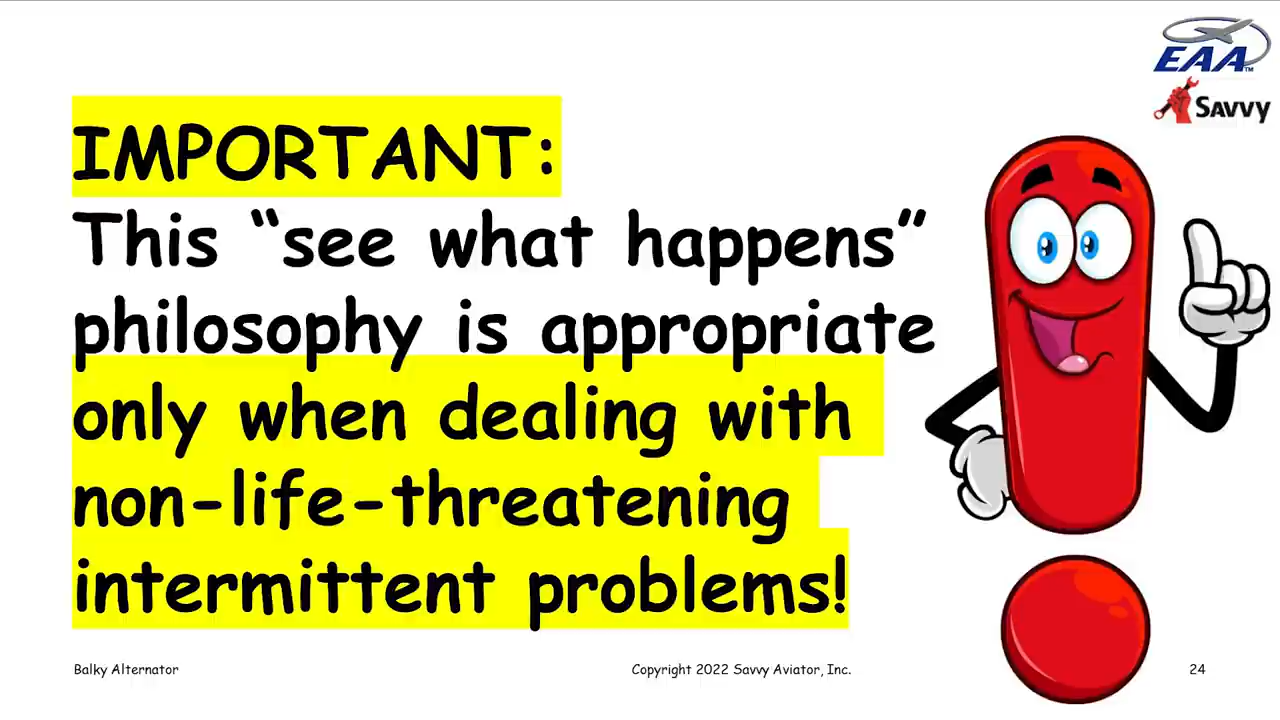 EAA™
SAVVY
IMPORTANT:
This “see what happens”
philosophy is appropriate
only when dealing with
non-life-threatening
intermittent problems!
Balky Alternator
Copyright 2022 Savvy Aviator, Inc.
24